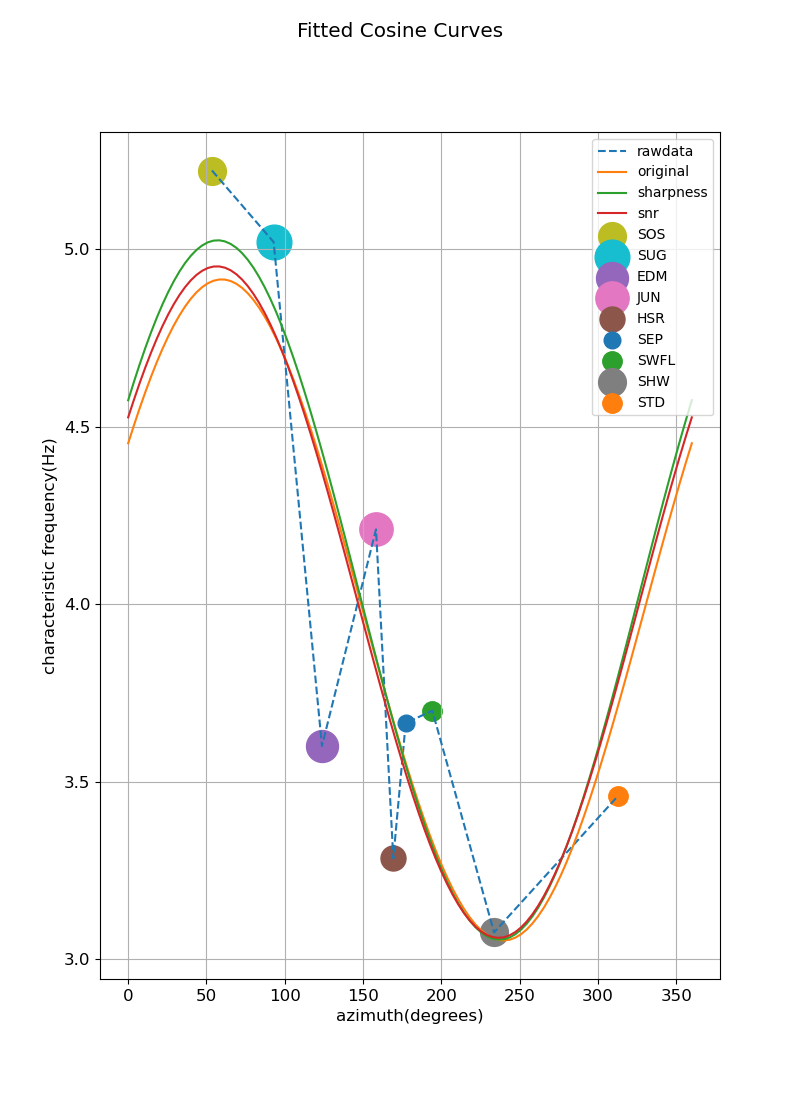 Fitted Cosine Curves
rawdata
original
sharpness
snr
SOS
SUG
EDM
JUN
HSR
SEP
SWFL
SHW
STD
5.0
4.5
4.0
3.5
3.0
characteristic frequency(Hz)
0 50 100 150 200 250 300 350
azimuth(degrees)